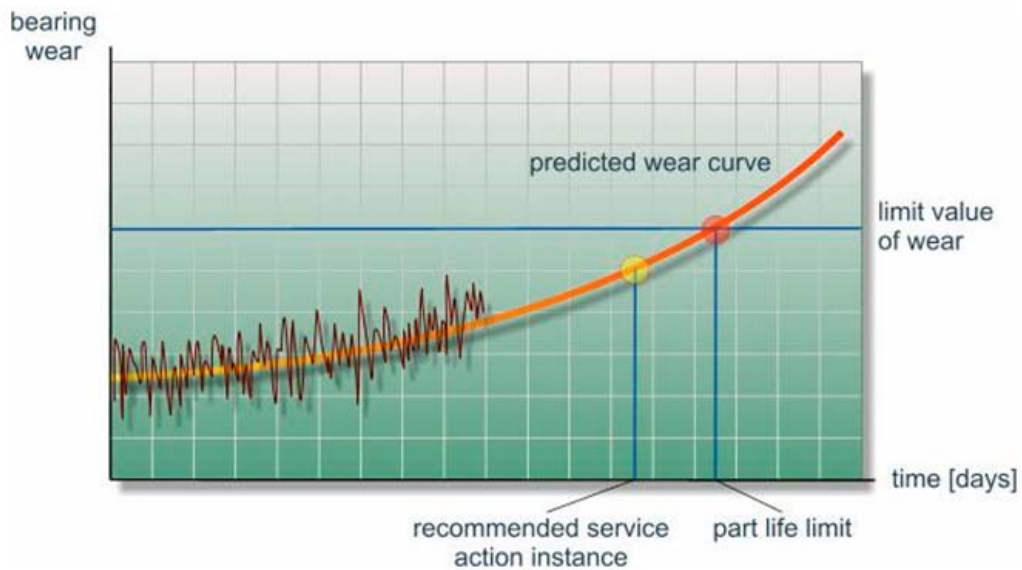 bearing
wear
predicted wear curve
limit value
of wear
time [days]
recommended service
action instance
part life limit